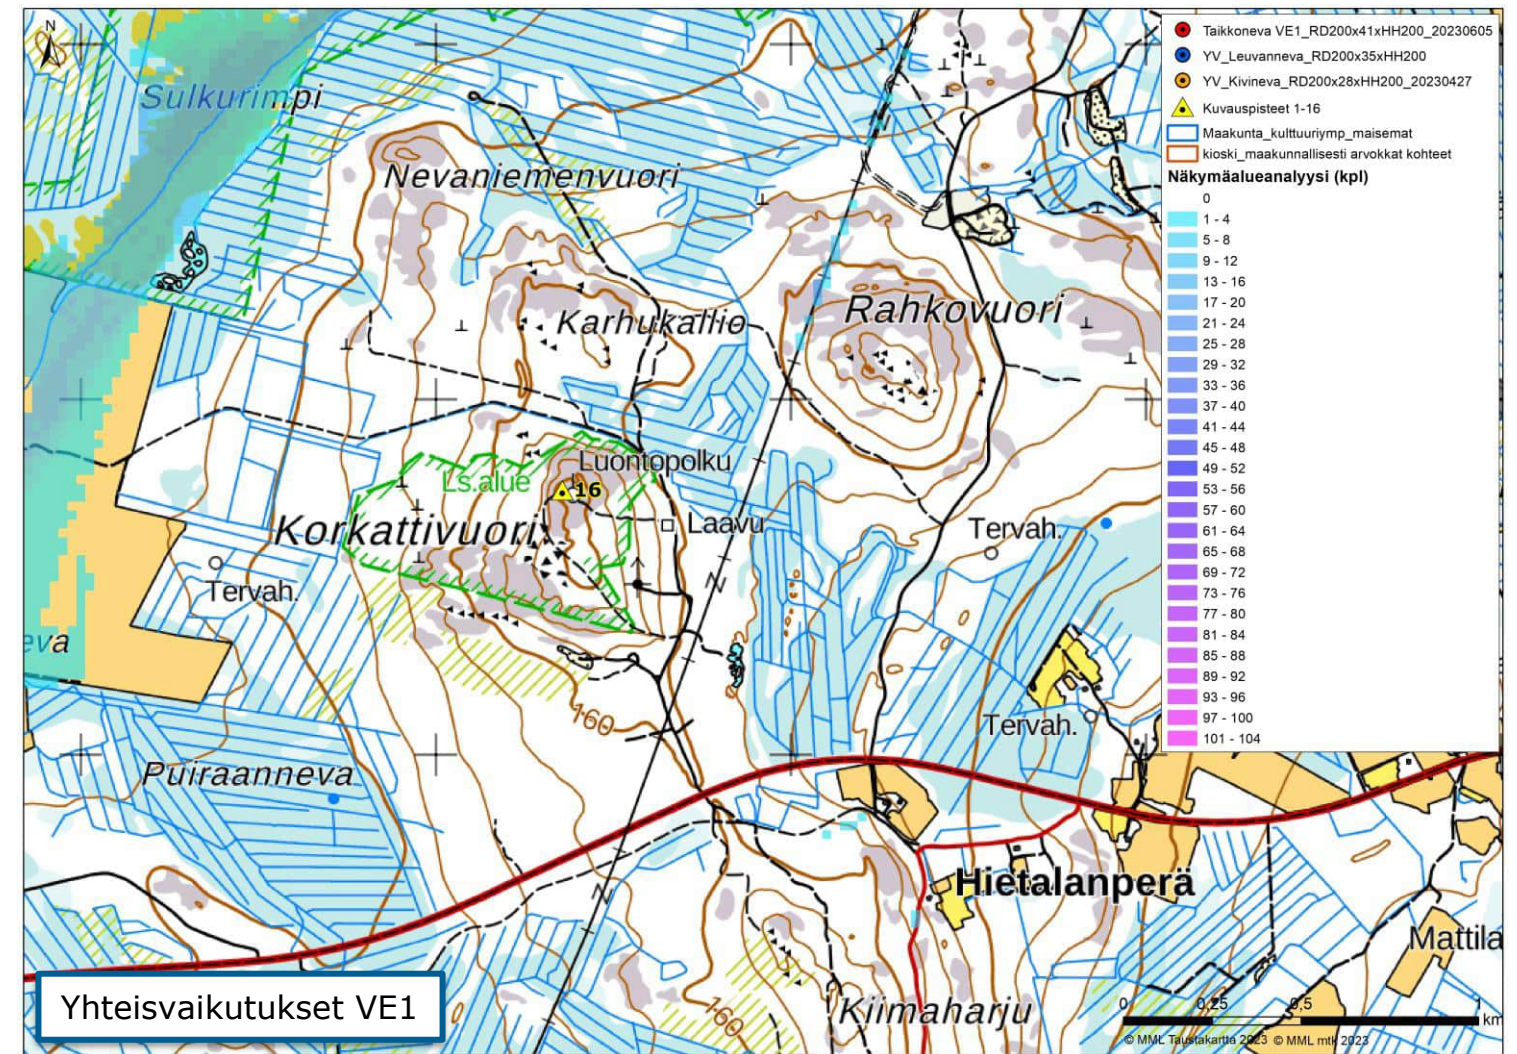 N
Sulkurimpi
Nevaniemenvuori
Karhukallio
Rahkovuori
Luontopolku
Ls.alue
16
Korkattivuori
Laavu
Tervah.
Tervah.
eva
N
160
Tervah.
Puiraanneva
Hietalanperä
N
Mattila
Kiimaharju
160
Yhteisvaikutukset VE1
Taikkoneva VE1_RD200x41xHH200_20230605
YV_Leuvanneva_RD200x35xHH200
YV_Kivineva_RD200x28xHH200_20230427
Kuvauspisteet 1-16
Maakunta_kulttuuriymp_maisemat
kioski_maakunnallisesti arvokkat kohteet
Näkymäalueanalyysi (kpl)
0
1 - 4
5 - 8
9 - 12
13 - 16
17 - 20
21 - 24
25 - 28
29 - 32
33 - 36
37 - 40
41 - 44
45 - 48
49 - 52
53 - 56
57 - 60
61 - 64
65 - 68
69 - 72
73 - 76
77 - 80
81 - 84
85 - 88
89 - 92
93 - 96
97 - 100
101 - 104
0 0,25 0,5 1
km
© MML Taustakartta 2023 © MML mtk 2023